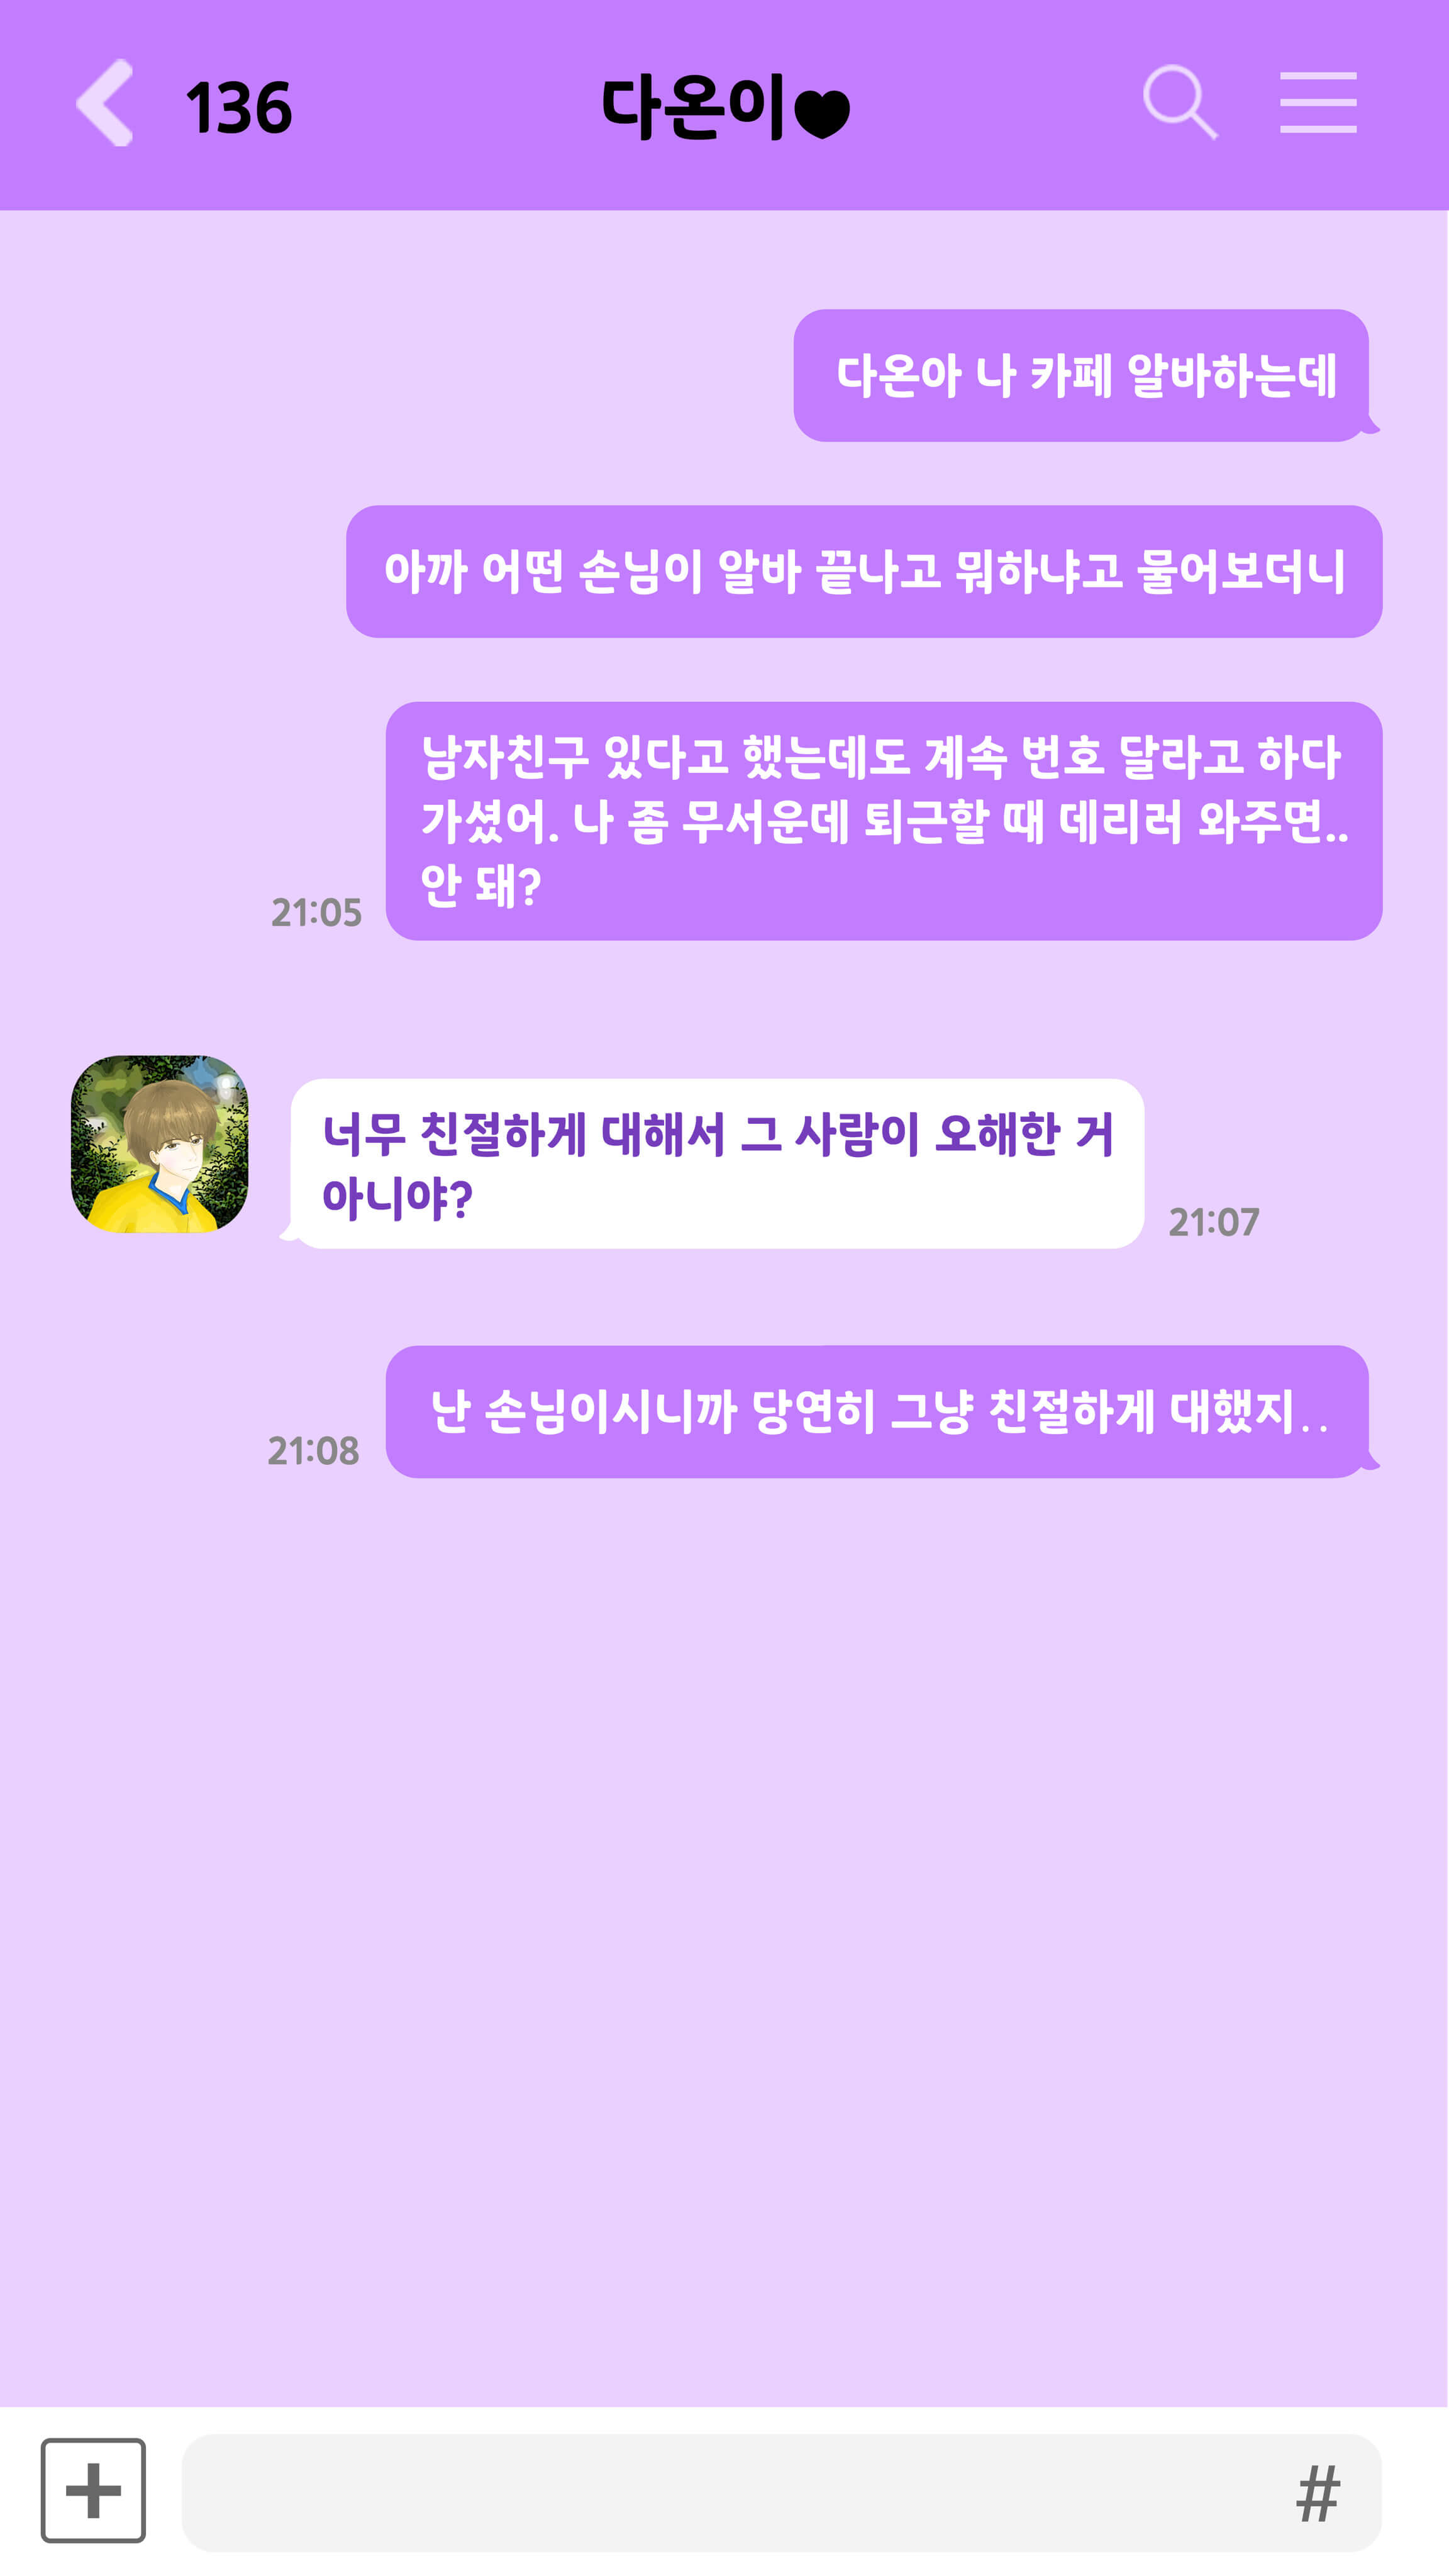 136
다온이♥
다온아 나 카페 알바하는데
아까 어떤 손님이 알바 끝나고 뭐하냐고 물어보더니
남자친구 있다고 했는데도 계속 번호 달라고 하다
가셨어. 나 좀 무서운데 퇴근할 때 데리러 와주면..
안 돼?
21:05
너무 친절하게 대해서 그 사람이 오해한 거
아니야?
21:07
난 손님이시니까 당연히 그냥 친절하게 대했지..
21:08
#